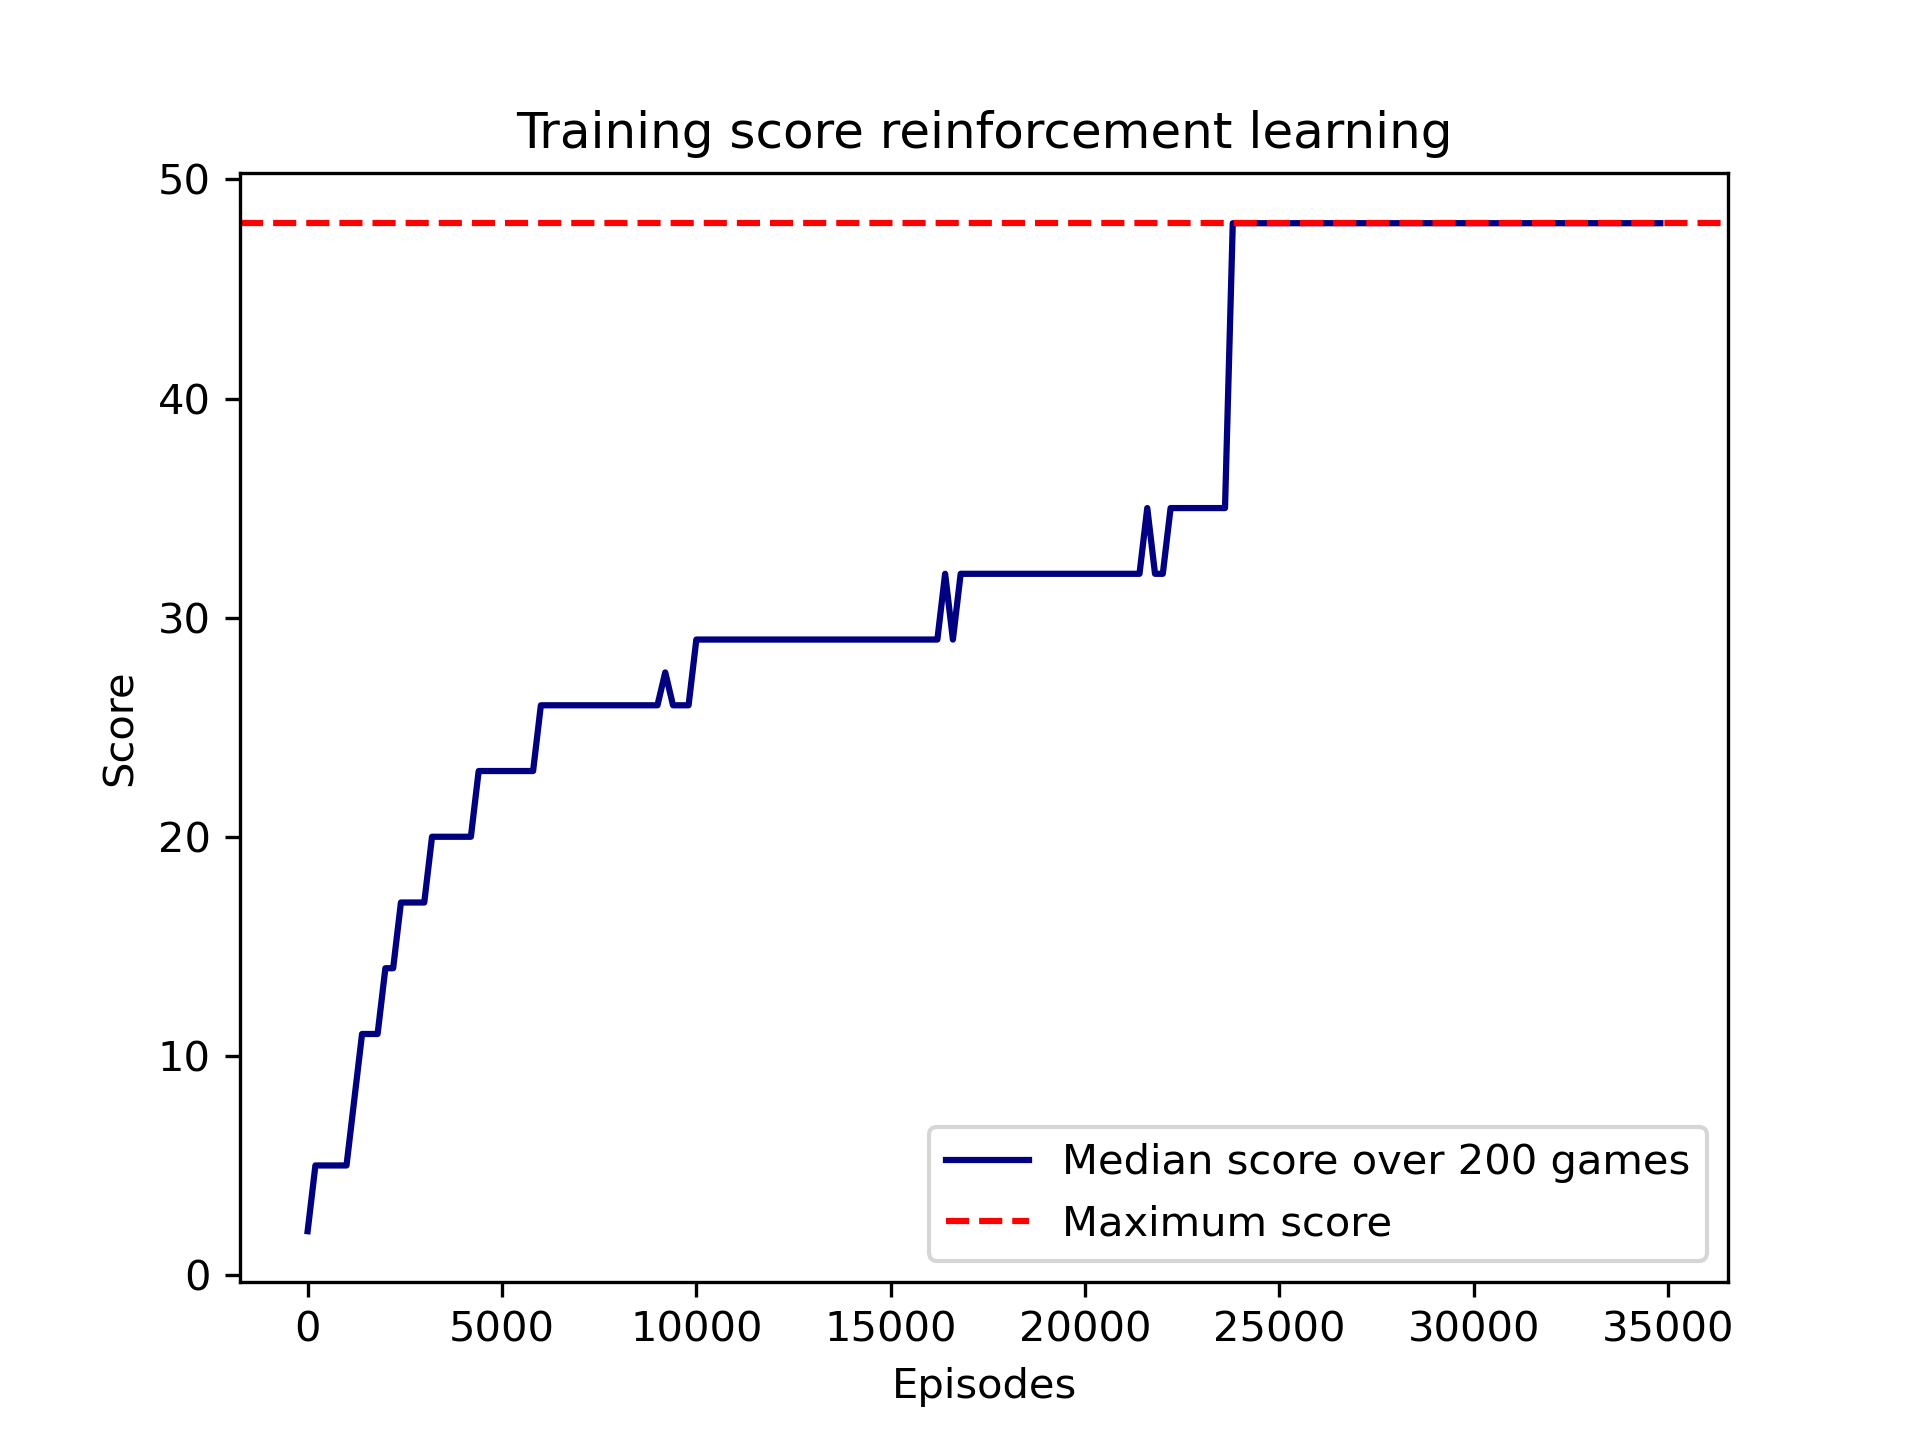 Training score reinforcement learning
50
40
30
20
10
0
Score
0 5000 10000 15000 20000 25000 30000 35000
Episodes
Median score over 200 games
Maximum score